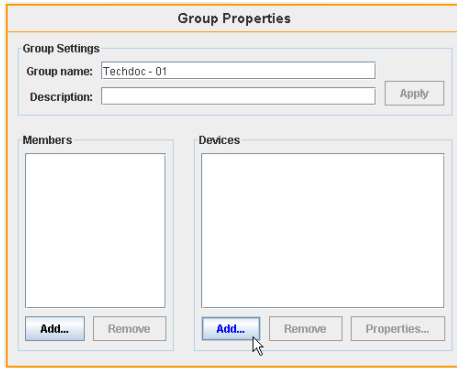 Group Properties
Group Settings
Group name: Techdoc - 01
Description:
Apply
Members
Devices
Add... Remove
Add... Remove Properties...